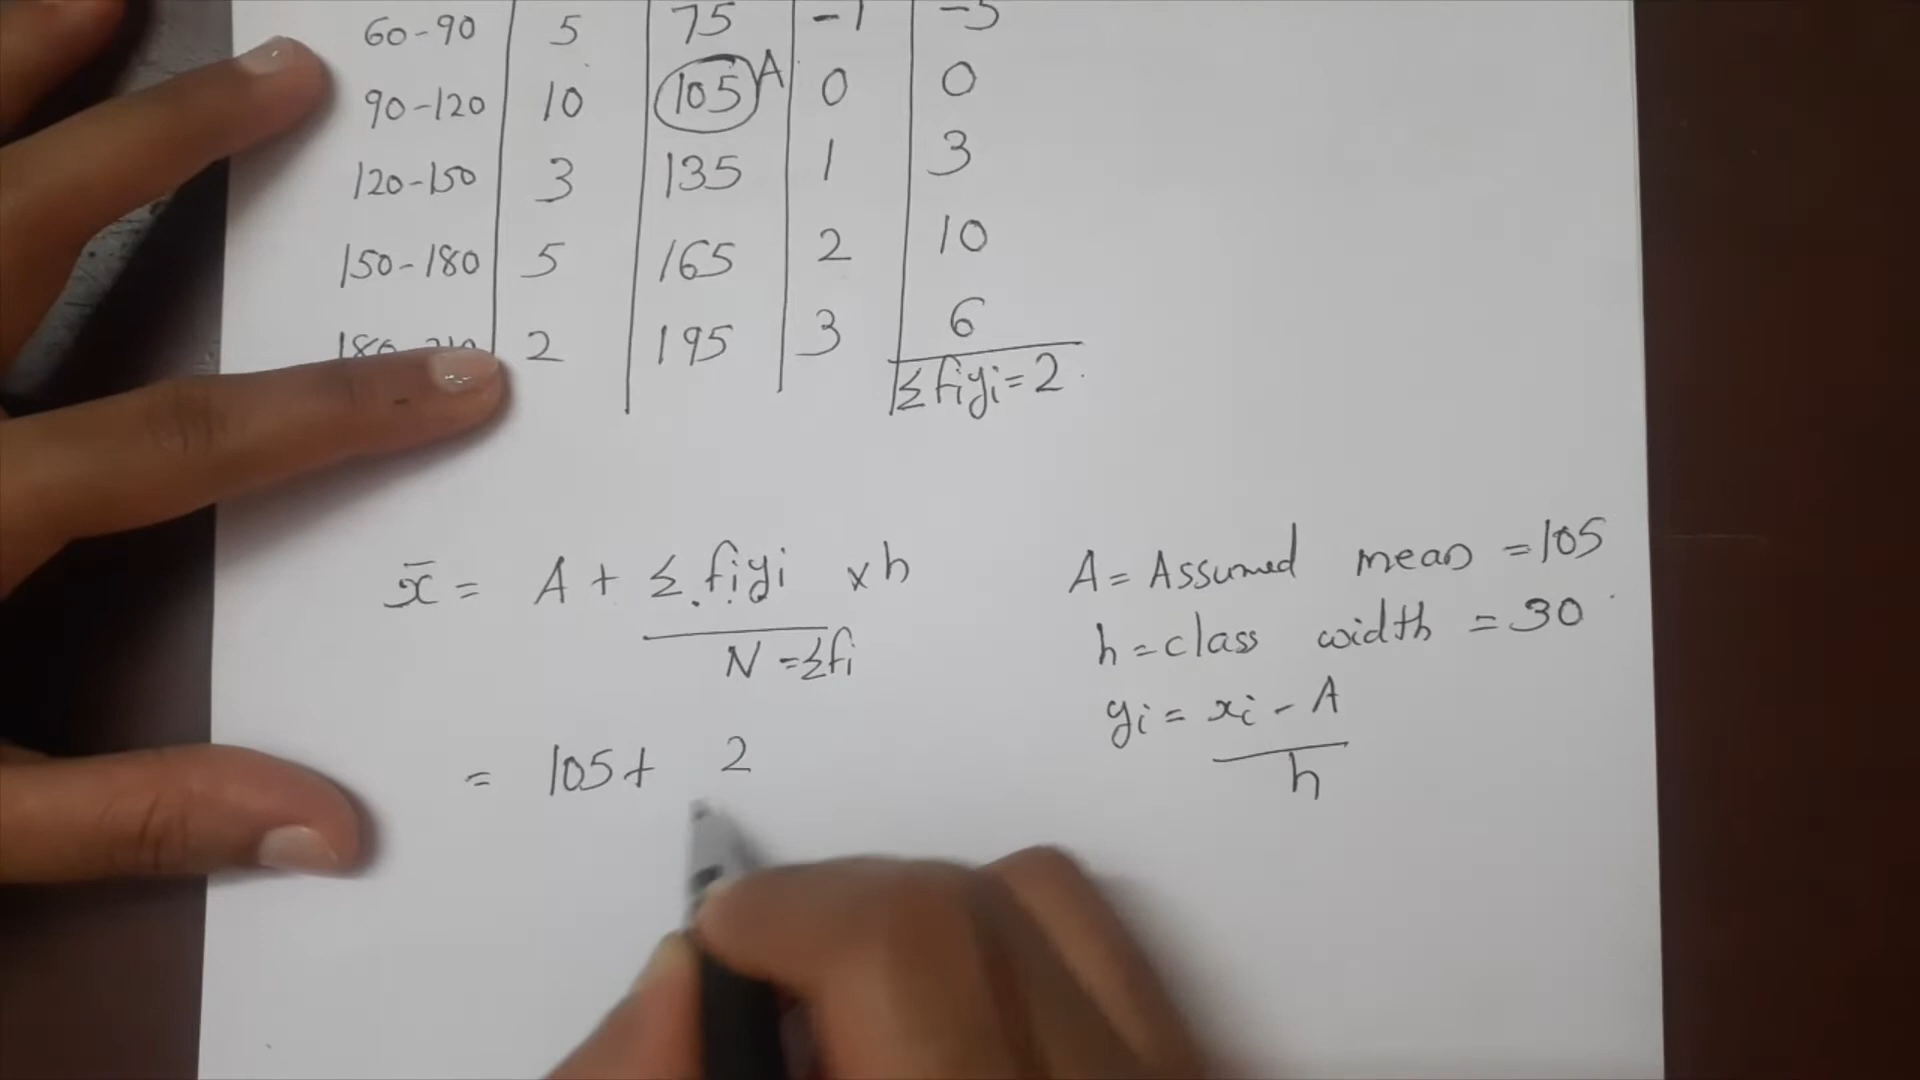 60-90 5 75 -1 -5
90-120 10 105 A 0 0
120-150 3 135 1 3
150-180 5 165 2 10
180-210 2 195 3 6
Σfiyi=2
x̄ = A + Σfiyi × h
N = Σfi
= 105 + 2
A = Assumed mean = 105
h = class width = 30
yi = xi - A
h